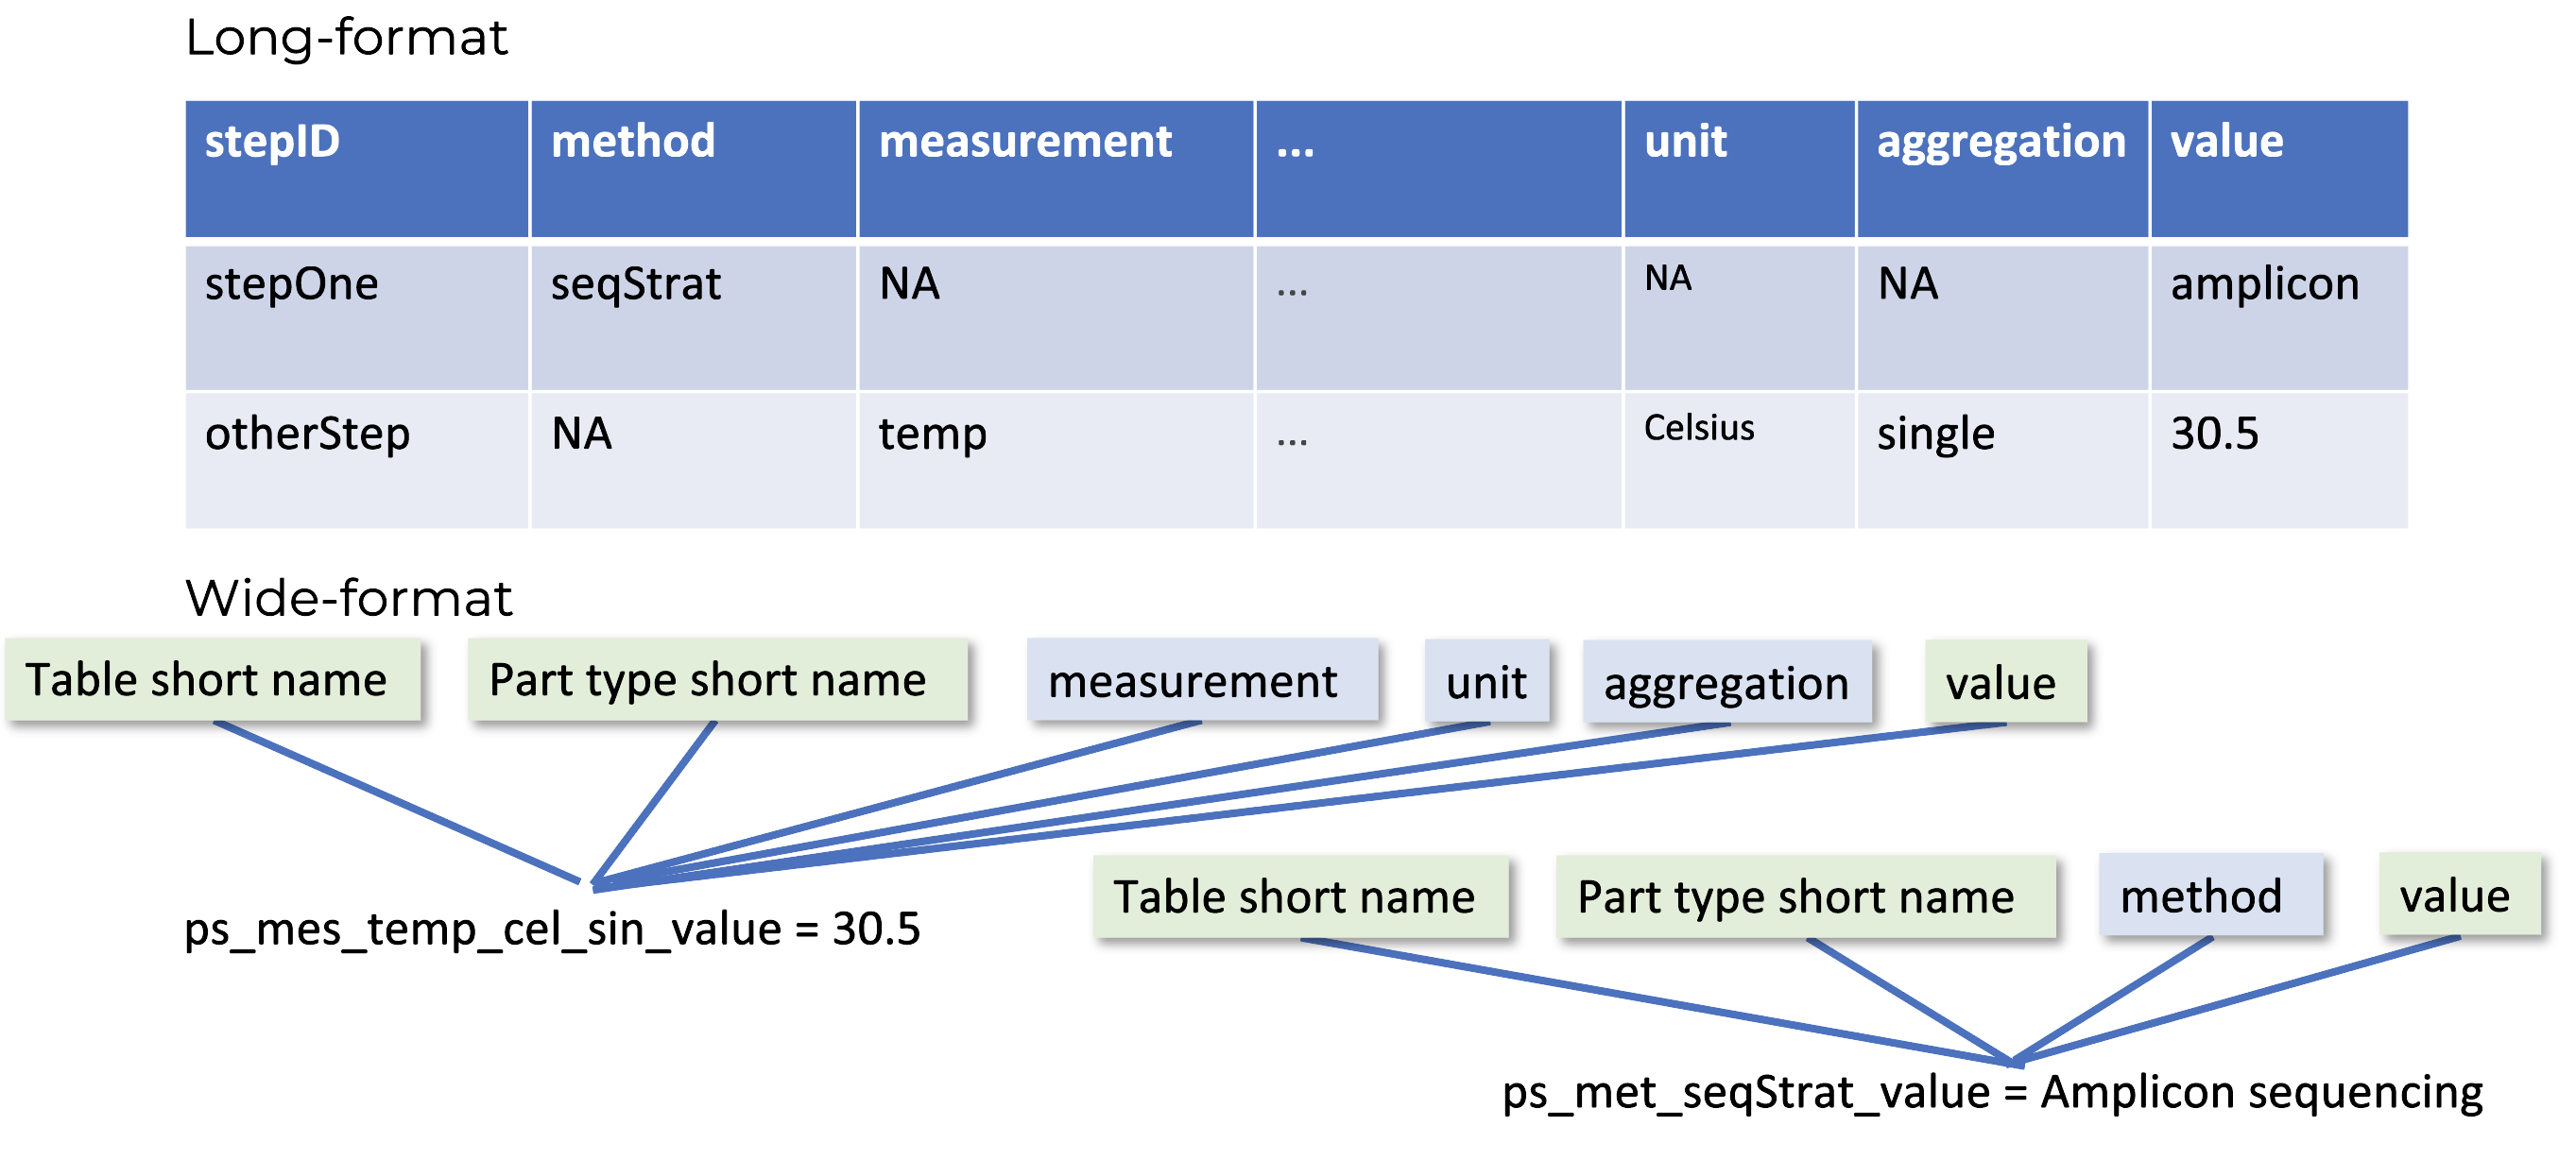 Long-format
stepID method measurement ... unit aggregation value
stepOne seqStrat NA ... NA NA amplicon
otherStep NA temp ... Celsius single 30.5
Wide-format
Table short name Part type short name measurement unit aggregation value
ps_mes_temp_cel_sin_value = 30.5
Table short name Part type short name method value
ps_met_seqStrat_value = Amplicon sequencing